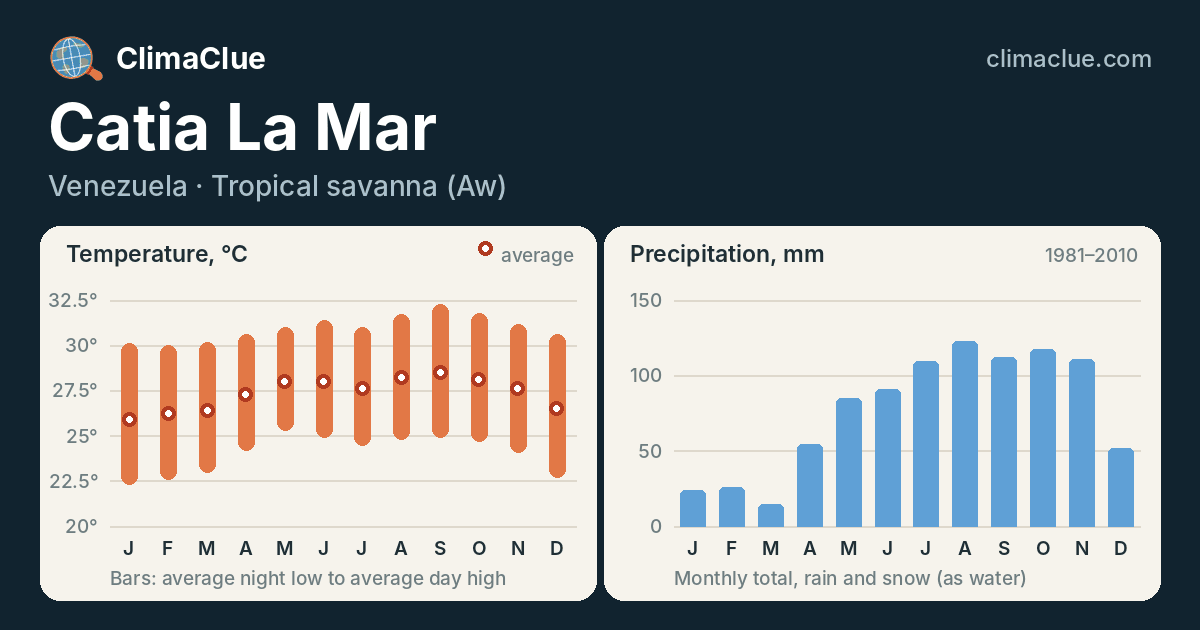 ClimaClue
climaclue.com
Catia La Mar
Venezuela · Tropical savanna (Aw)
Temperature, °C
average
32.5°
30°
27.5°
25°
22.5°
20°
J F M A M J J A S O N D
Bars: average night low to average day high
Precipitation, mm
1981–2010
150
100
50
0
J F M A M J J A S O N D
Monthly total, rain and snow (as water)